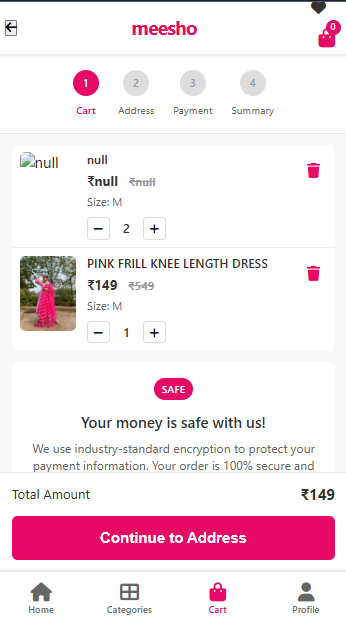 meesho
0
1
2
3
4
Cart
Address
Payment
Summary
null
null
₹null ₹null
Size: M
− 2 +
PINK FRILL KNEE LENGTH DRESS
₹149 ₹549
Size: M
− 1 +
SAFE
Your money is safe with us!
We use industry-standard encryption to protect your
payment information. Your order is 100% secure and
Total Amount ₹149
Continue to Address
Home
Categories
Cart
Profile